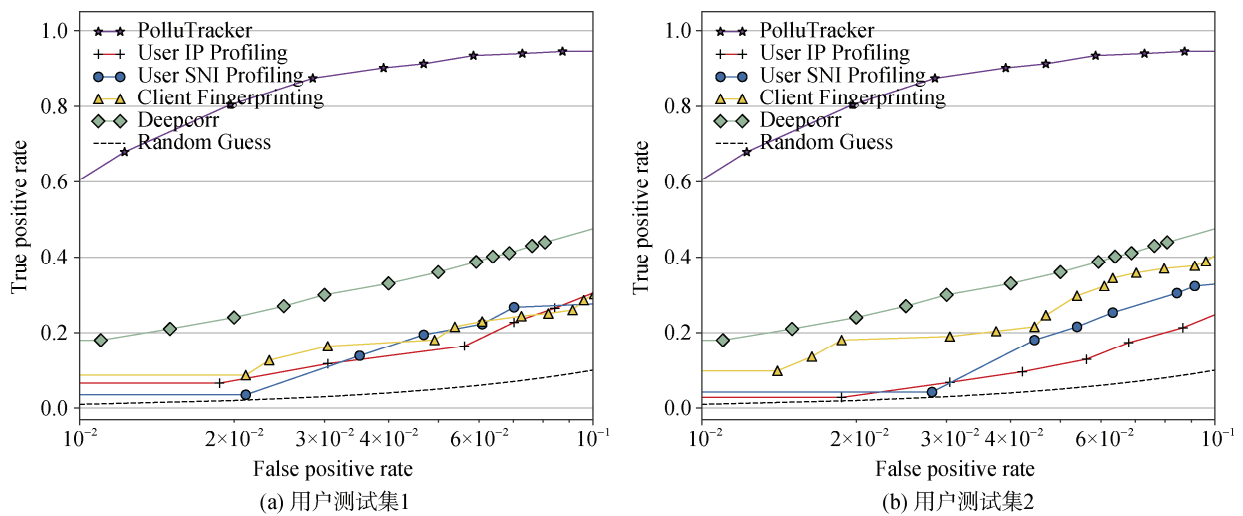 1.0
0.8
0.6
0.4
0.2
0.0
True positive rate
PolluTracker
User IP Profiling
User SNI Profiling
Client Fingerprinting
Deepcorr
Random Guess
10⁻² 2×10⁻² 3×10⁻² 4×10⁻² 6×10⁻² 10⁻¹
False positive rate
(a) 用户测试集1
1.0
0.8
0.6
0.4
0.2
0.0
True positive rate
PolluTracker
User IP Profiling
User SNI Profiling
Client Fingerprinting
Deepcorr
Random Guess
10⁻² 2×10⁻² 3×10⁻² 4×10⁻² 6×10⁻² 10⁻¹
False positive rate
(b) 用户测试集2